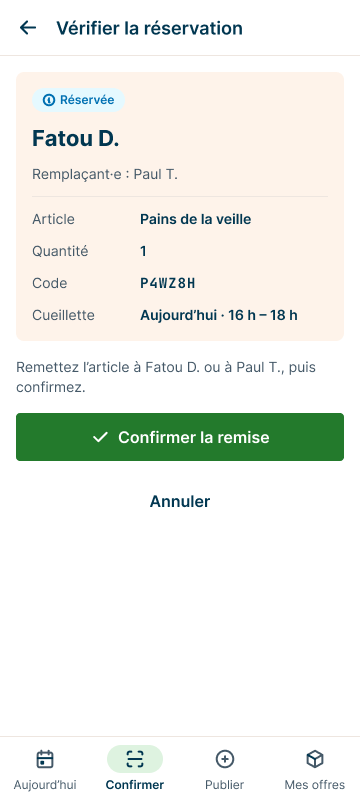 Vérifier la réservation
Réservée
Fatou D.
Remplaçant·e : Paul T.
Article Pains de la veille
Quantité 1
Code P4WZ8H
Cueillette Aujourd’hui · 16 h – 18 h
Remettez l’article à Fatou D. ou à Paul T., puis
confirmez.
Confirmer la remise
Annuler
Aujourd’hui Confirmer Publier Mes offres